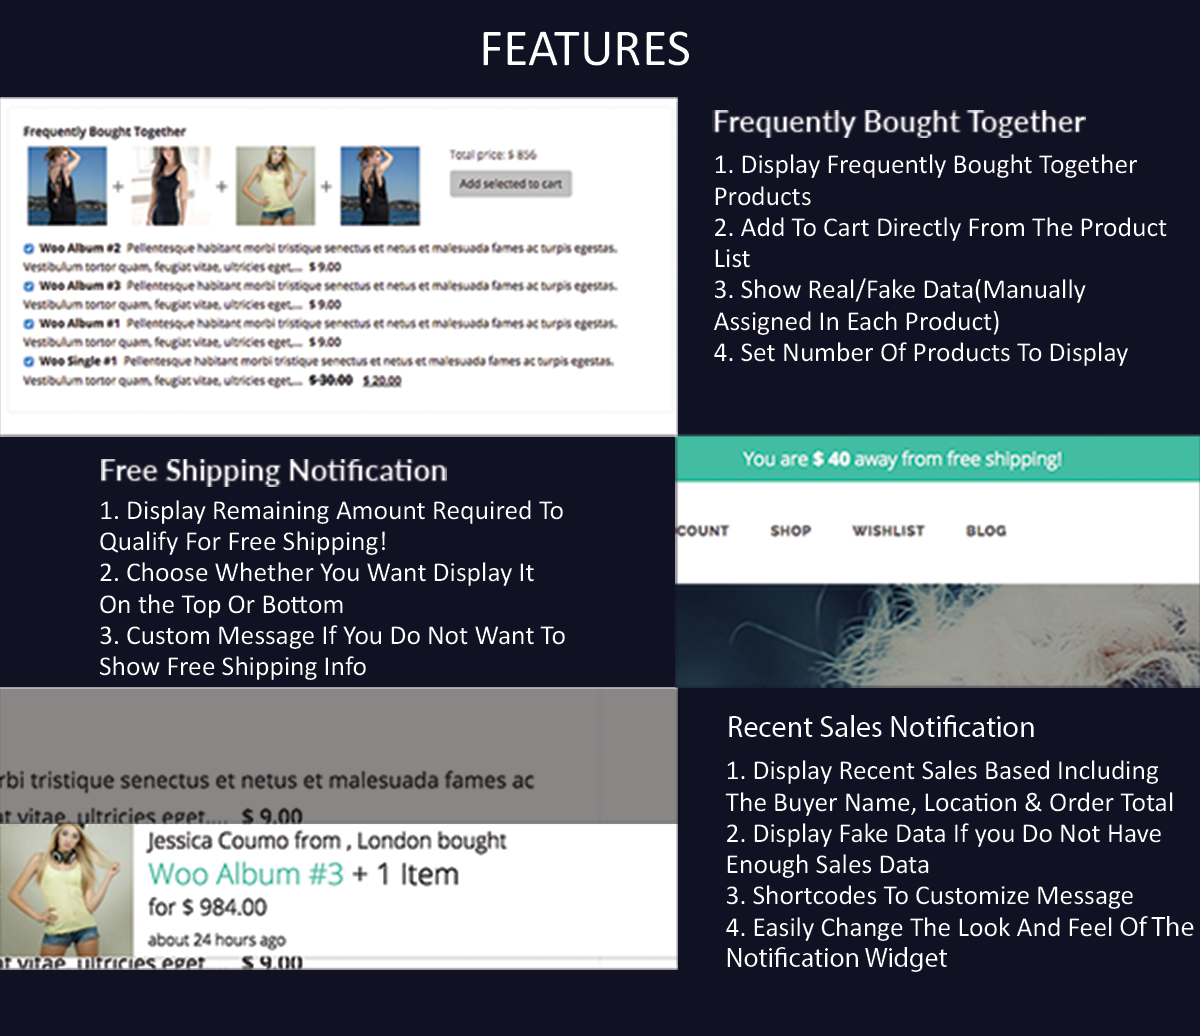 FEATURES
Frequently Bought Together
Total price: $ 856
Add selected to cart
Woo Album #2 Pellentesque habitant morbi tristique senectus et netus et malesuada fames ac turpis egestas.
Vestibulum tortor quam, feugiat vitae, ultricies eget,... $ 9.00
Woo Album #3 Pellentesque habitant morbi tristique senectus et netus et malesuada fames ac turpis egestas.
Vestibulum tortor quam, feugiat vitae, ultricies eget,... $ 9.00
Woo Album #1 Pellentesque habitant morbi tristique senectus et netus et malesuada fames ac turpis egestas.
Vestibulum tortor quam, feugiat vitae, ultricies eget,... $ 9.00
Woo Single #1 Pellentesque habitant morbi tristique senectus et netus et malesuada fames ac turpis egestas.
Vestibulum tortor quam, feugiat vitae, ultricies eget,... $ 30.00 $ 20.00
Frequently Bought Together
1. Display Frequently Bought Together
Products
2. Add To Cart Directly From The Product
List
3. Show Real/Fake Data(Manually
Assigned In Each Product)
4. Set Number Of Products To Display
Free Shipping Notification
1. Display Remaining Amount Required To
Qualify For Free Shipping!
2. Choose Whether You Want Display It
On the Top Or Bottom
3. Custom Message If You Do Not Want To
Show Free Shipping Info
You are $ 40 away from free shipping!
COUNT SHOP WISHLIST BLOG
rbi tristique senectus et netus et malesuada fames ac
at vitae, ultricies eget.... $ 9.00
Jessica Coumo from , London bought
Woo Album #3 + 1 Item
for $ 984.00
about 24 hours ago
at vitae, ultricies eget.... $ 9.00
Recent Sales Notification
1. Display Recent Sales Based Including
The Buyer Name, Location & Order Total
2. Display Fake Data If you Do Not Have
Enough Sales Data
3. Shortcodes To Customize Message
4. Easily Change The Look And Feel Of The
Notification Widget